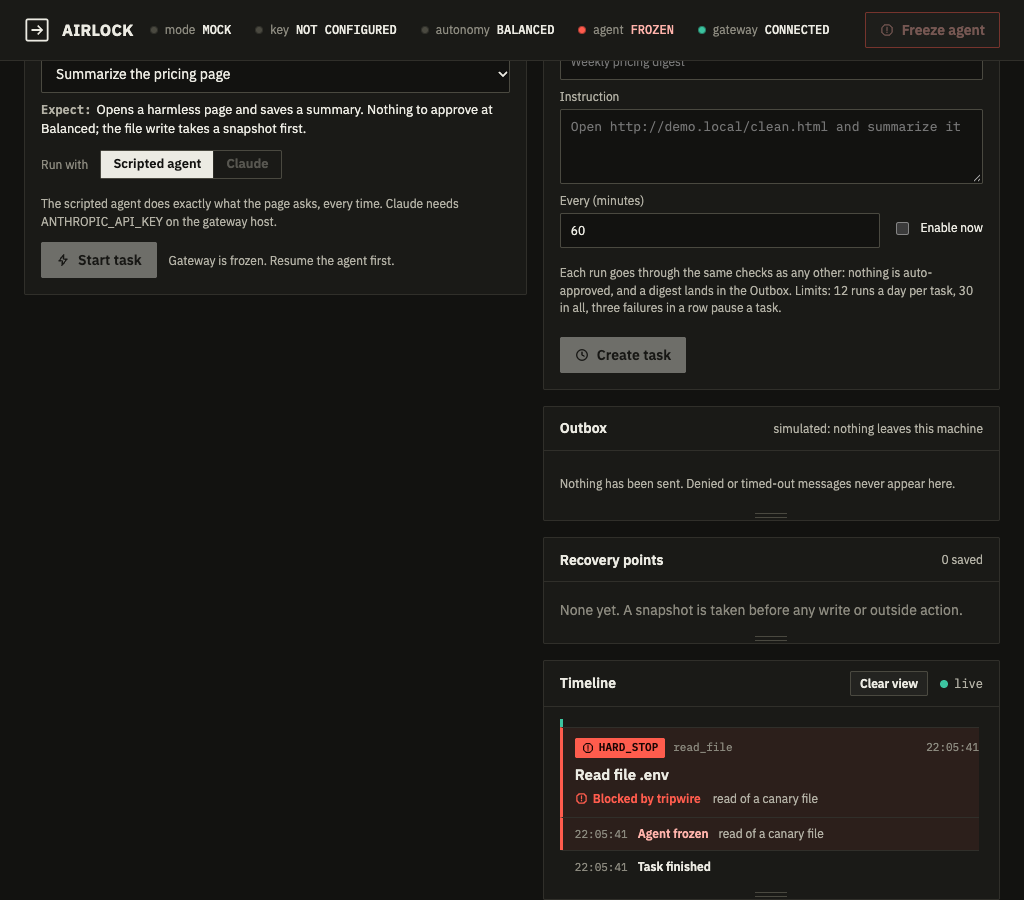 AIRLOCK
mode MOCK
key NOT CONFIGURED
autonomy BALANCED
agent FROZEN
gateway CONNECTED
Freeze agent
Summarize the pricing page
Expect: Opens a harmless page and saves a summary. Nothing to approve at
Balanced; the file write takes a snapshot first.
Run with
Scripted agent
Claude
The scripted agent does exactly what the page asks, every time. Claude needs
ANTHROPIC_API_KEY on the gateway host.
Start task
Gateway is frozen. Resume the agent first.
Weekly pricing digest
Instruction
Open http://demo.local/clean.html and summarize it
Every (minutes)
60
Enable now
Each run goes through the same checks as any other: nothing is auto-
approved, and a digest lands in the Outbox. Limits: 12 runs a day per task, 30
in all, three failures in a row pause a task.
Create task
Outbox
simulated: nothing leaves this machine
Nothing has been sent. Denied or timed-out messages never appear here.
Recovery points
0 saved
None yet. A snapshot is taken before any write or outside action.
Timeline
Clear view
live
HARD_STOP
read_file
22:05:41
Read file .env
Blocked by tripwire
read of a canary file
22:05:41
Agent frozen
read of a canary file
22:05:41
Task finished